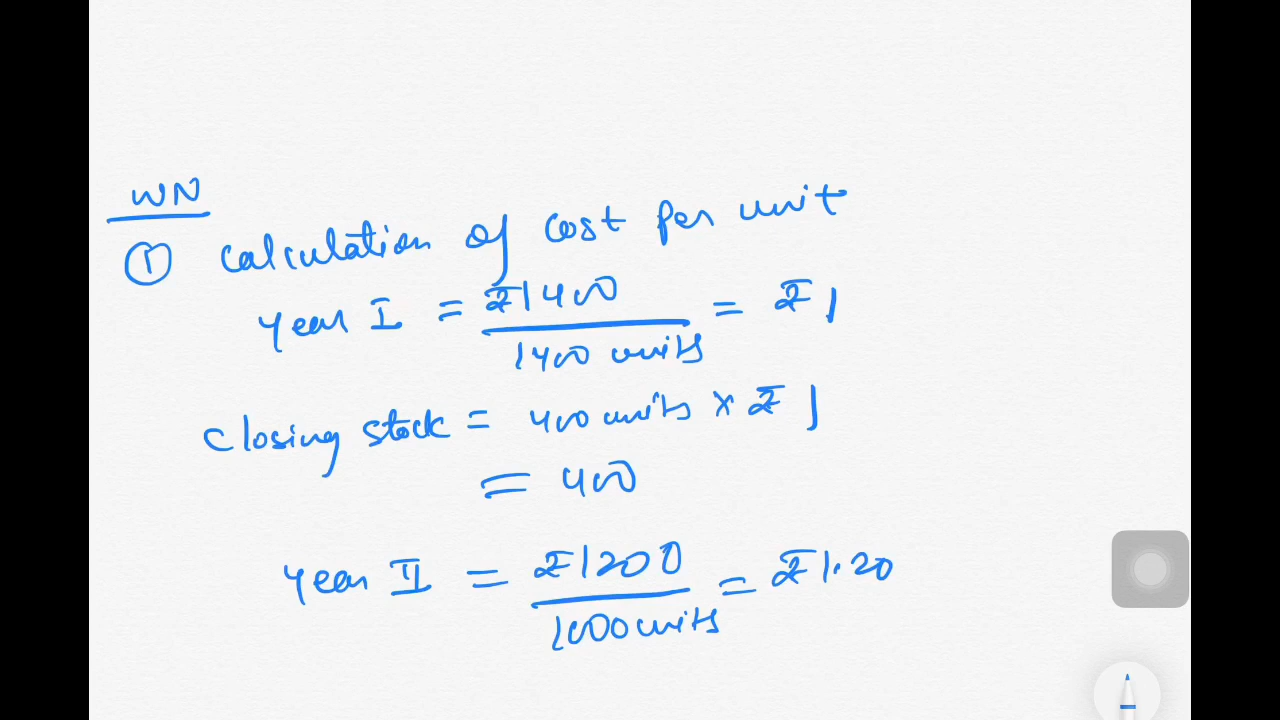 WN
① Calculation of cost per unit
Year I = ₹1400 / 1400 units = ₹1
Closing stock = 400 units × ₹1
= 400
Year II = ₹1200 / 1000 units = ₹1.20